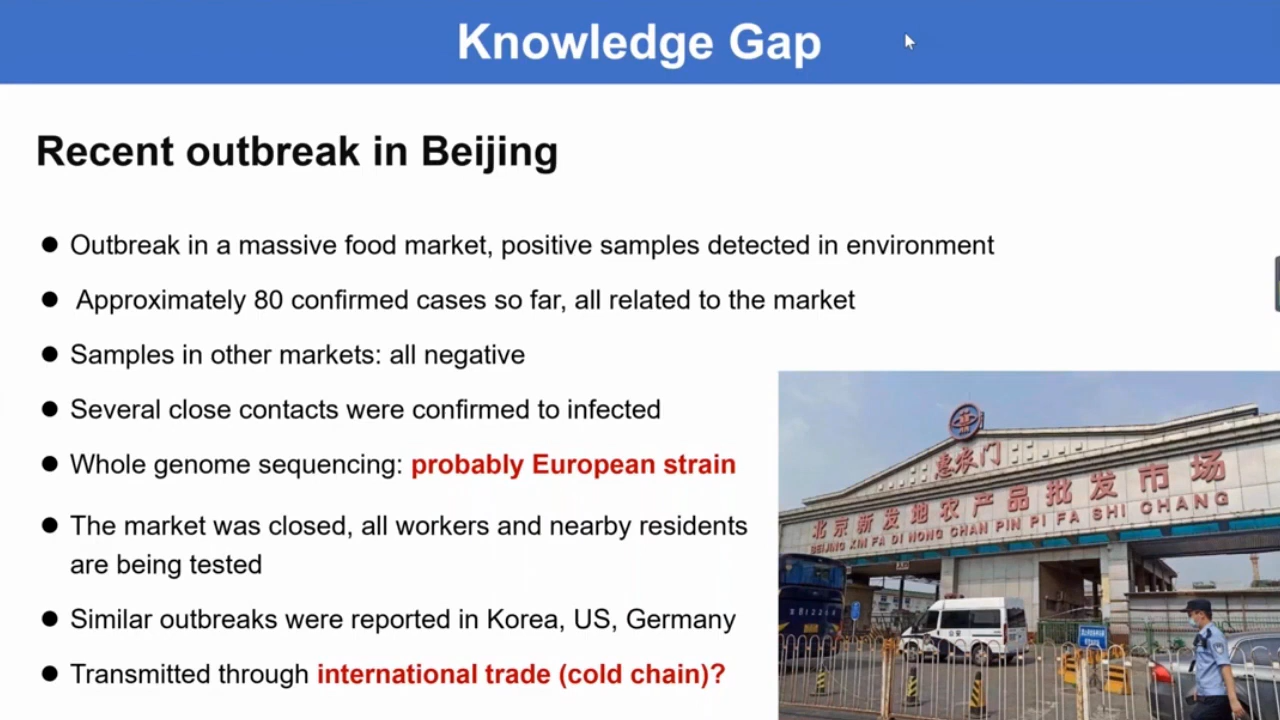 Knowledge Gap
Recent outbreak in Beijing
● Outbreak in a massive food market, positive samples detected in environment
● Approximately 80 confirmed cases so far, all related to the market
● Samples in other markets: all negative
● Several close contacts were confirmed to infected
● Whole genome sequencing: probably European strain
● The market was closed, all workers and nearby residents
are being tested
● Similar outbreaks were reported in Korea, US, Germany
● Transmitted through international trade (cold chain)?
惠农门
北京新发地农产品批发市场
BEIJING XIN FA DI NONG CHAN PIN PI FA SHI CHANG
公安